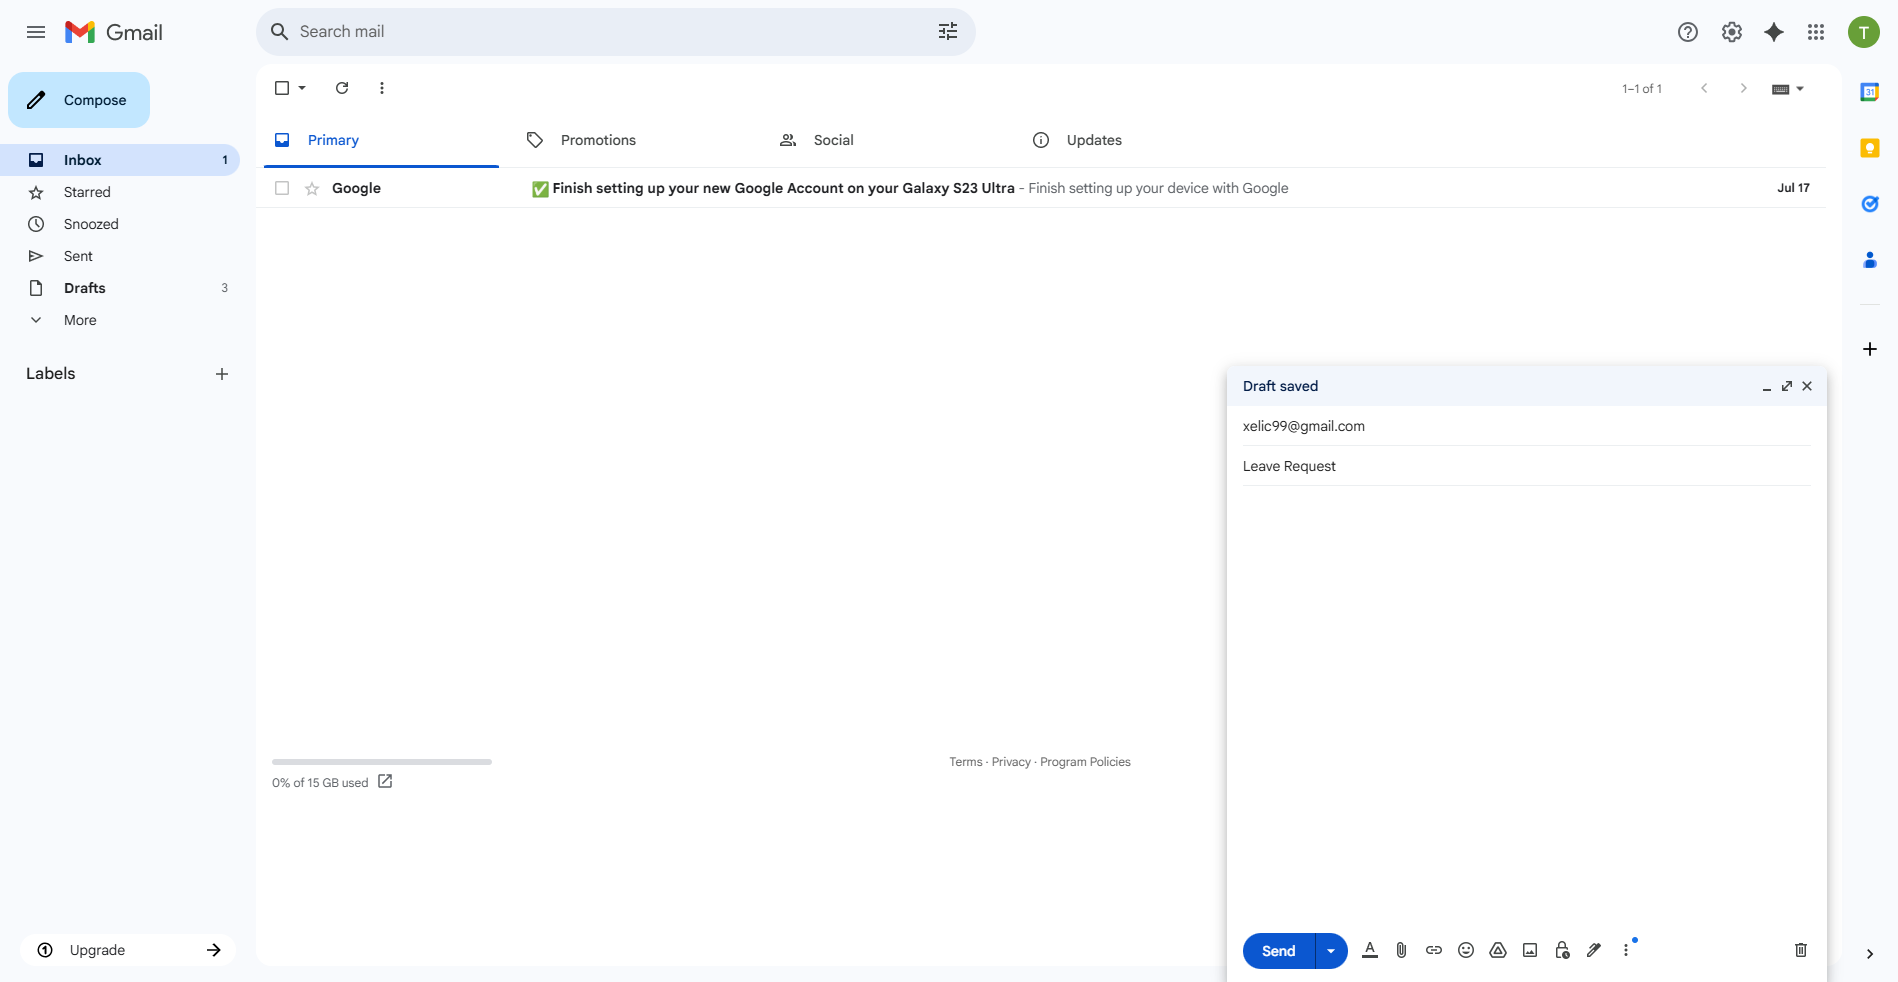 Gmail
Search mail
T
Compose
1–1 of 1
31
Primary
Promotions
Social
Updates
Inbox 1
Starred
Snoozed
Sent
Drafts 3
More
Labels
Google ✅ Finish setting up your new Google Account on your Galaxy S23 Ultra - Finish setting up your device with Google Jul 17
Draft saved
xelic99@gmail.com
Leave Request
0% of 15 GB used
Terms · Privacy · Program Policies
1 Upgrade
Send
A